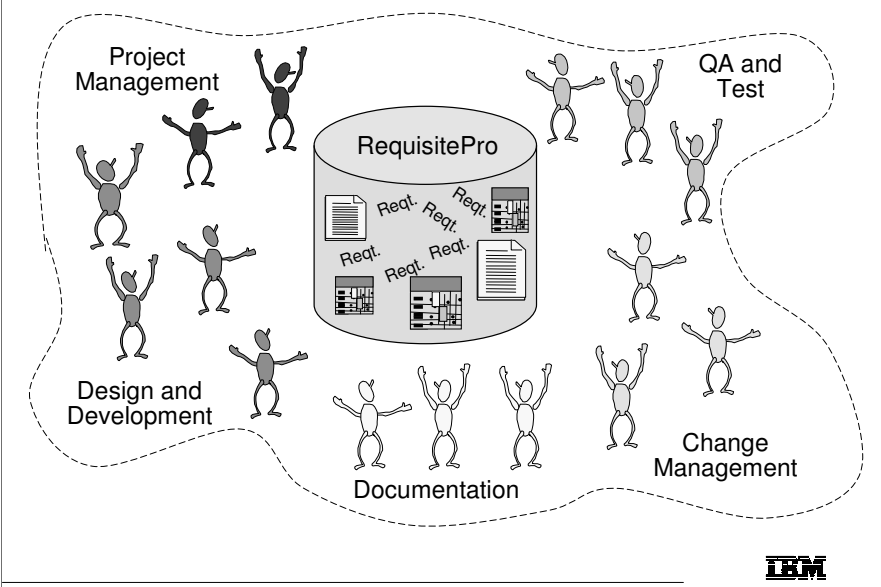 Project
Management
QA and
Test
RequisitePro
Reqt.
Reqt.
Reqt.
Reqt.
Reqt.
Reqt.
Design and
Development
Documentation
Change
Management
IBM